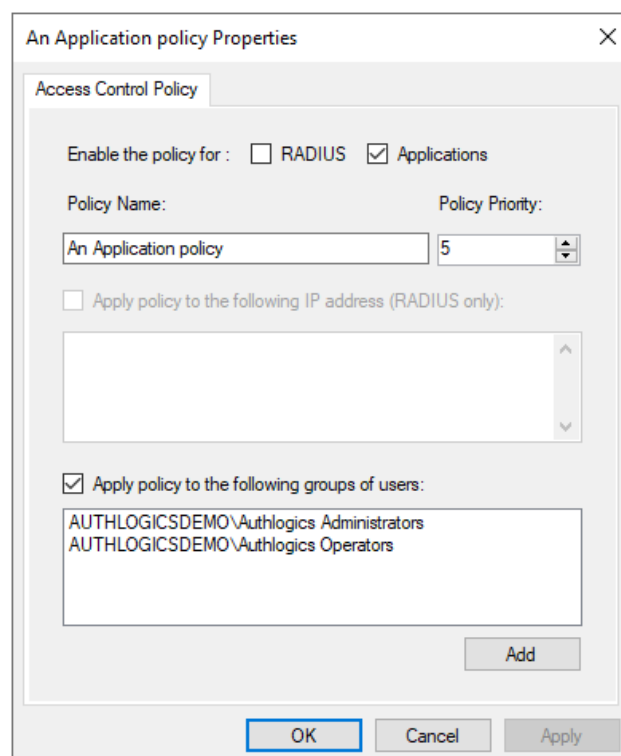 An Application policy Properties
Access Control Policy
Enable the policy for : RADIUS Applications
Policy Name: Policy Priority:
An Application policy 5
Apply policy to the following IP address (RADIUS only):
Apply policy to the following groups of users:
AUTHLOGICSDEMO\Authlogics Administrators
AUTHLOGICSDEMO\Authlogics Operators
Add
OK Cancel Apply